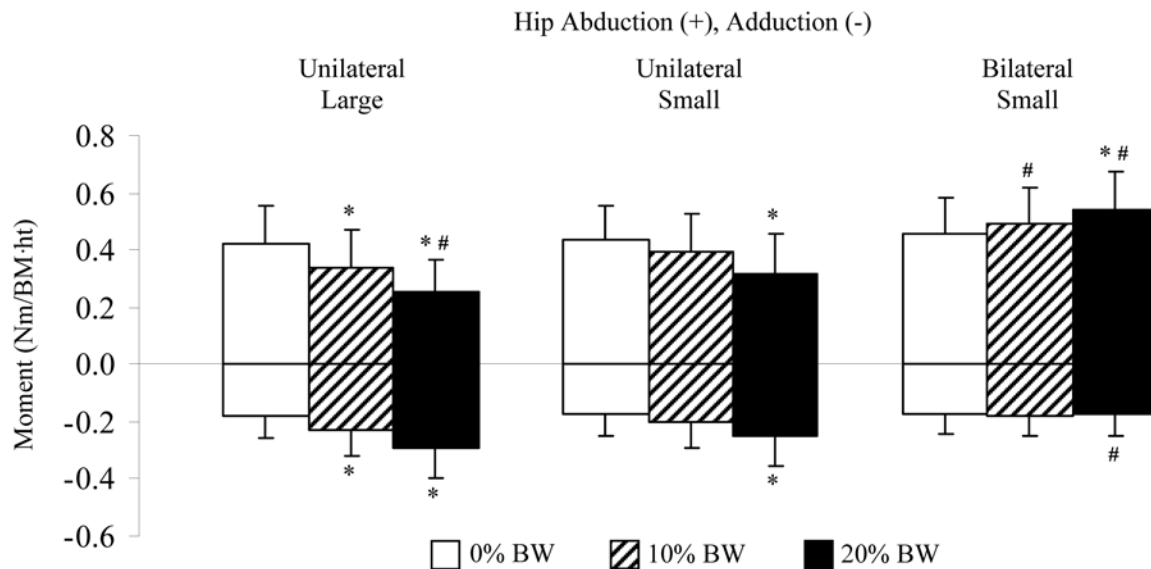 Hip Abduction (+), Adduction (-)
Unilateral
Large
Unilateral
Small
Bilateral
Small
Moment (Nm/BM·ht)
0.8
0.6
0.4
0.2
0.0
-0.2
-0.4
-0.6
*
* #
*
#
* #
*
*
*
#
0% BW
10% BW
20% BW